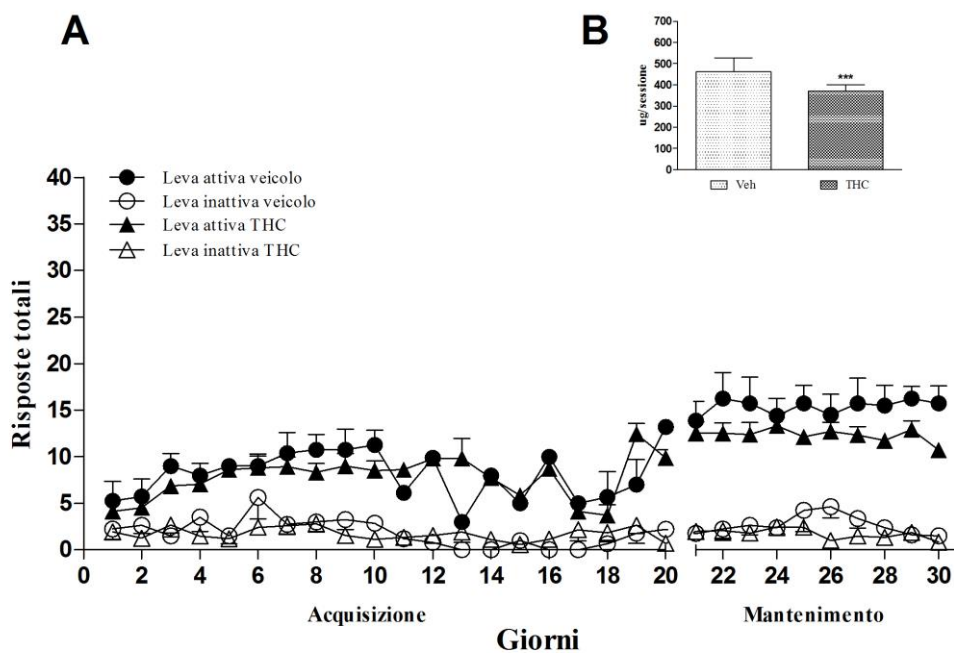 A
B
700
600
500
400
300
200
100
0
ug/sessione
***
Veh
THC
Leva attiva veicolo
Leva inattiva veicolo
Leva attiva THC
Leva inattiva THC
40
35
30
25
20
15
10
5
0
Risposte totali
0 2 4 6 8 10 12 14 16 18 20 22 24 26 28 30
Acquisizione Mantenimento
Giorni